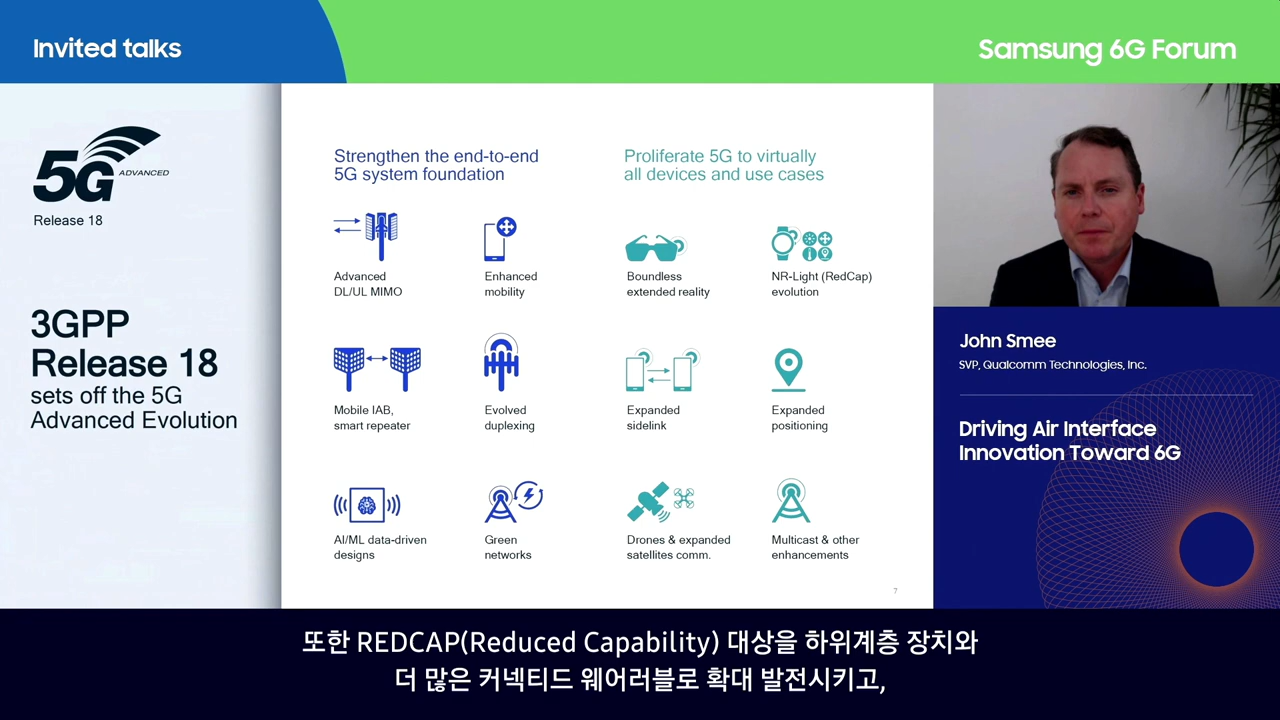 Invited talks
Samsung 6G Forum
5G ADVANCED
Release 18
3GPP
Release 18
sets off the 5G
Advanced Evolution
Strengthen the end-to-end
5G system foundation
Proliferate 5G to virtually
all devices and use cases
Advanced
DL/UL MIMO
Enhanced
mobility
Boundless
extended reality
NR-Light (RedCap)
evolution
Mobile IAB,
smart repeater
Evolved
duplexing
Expanded
sidelink
Expanded
positioning
AI/ML data-driven
designs
Green
networks
Drones & expanded
satellites comm.
Multicast & other
enhancements
7
John Smee
SVP, Qualcomm Technologies, Inc.
Driving Air Interface
Innovation Toward 6G
또한 REDCAP(Reduced Capability) 대상을 하위계층 장치와
더 많은 커넥티드 웨어러블로 확대 발전시키고,